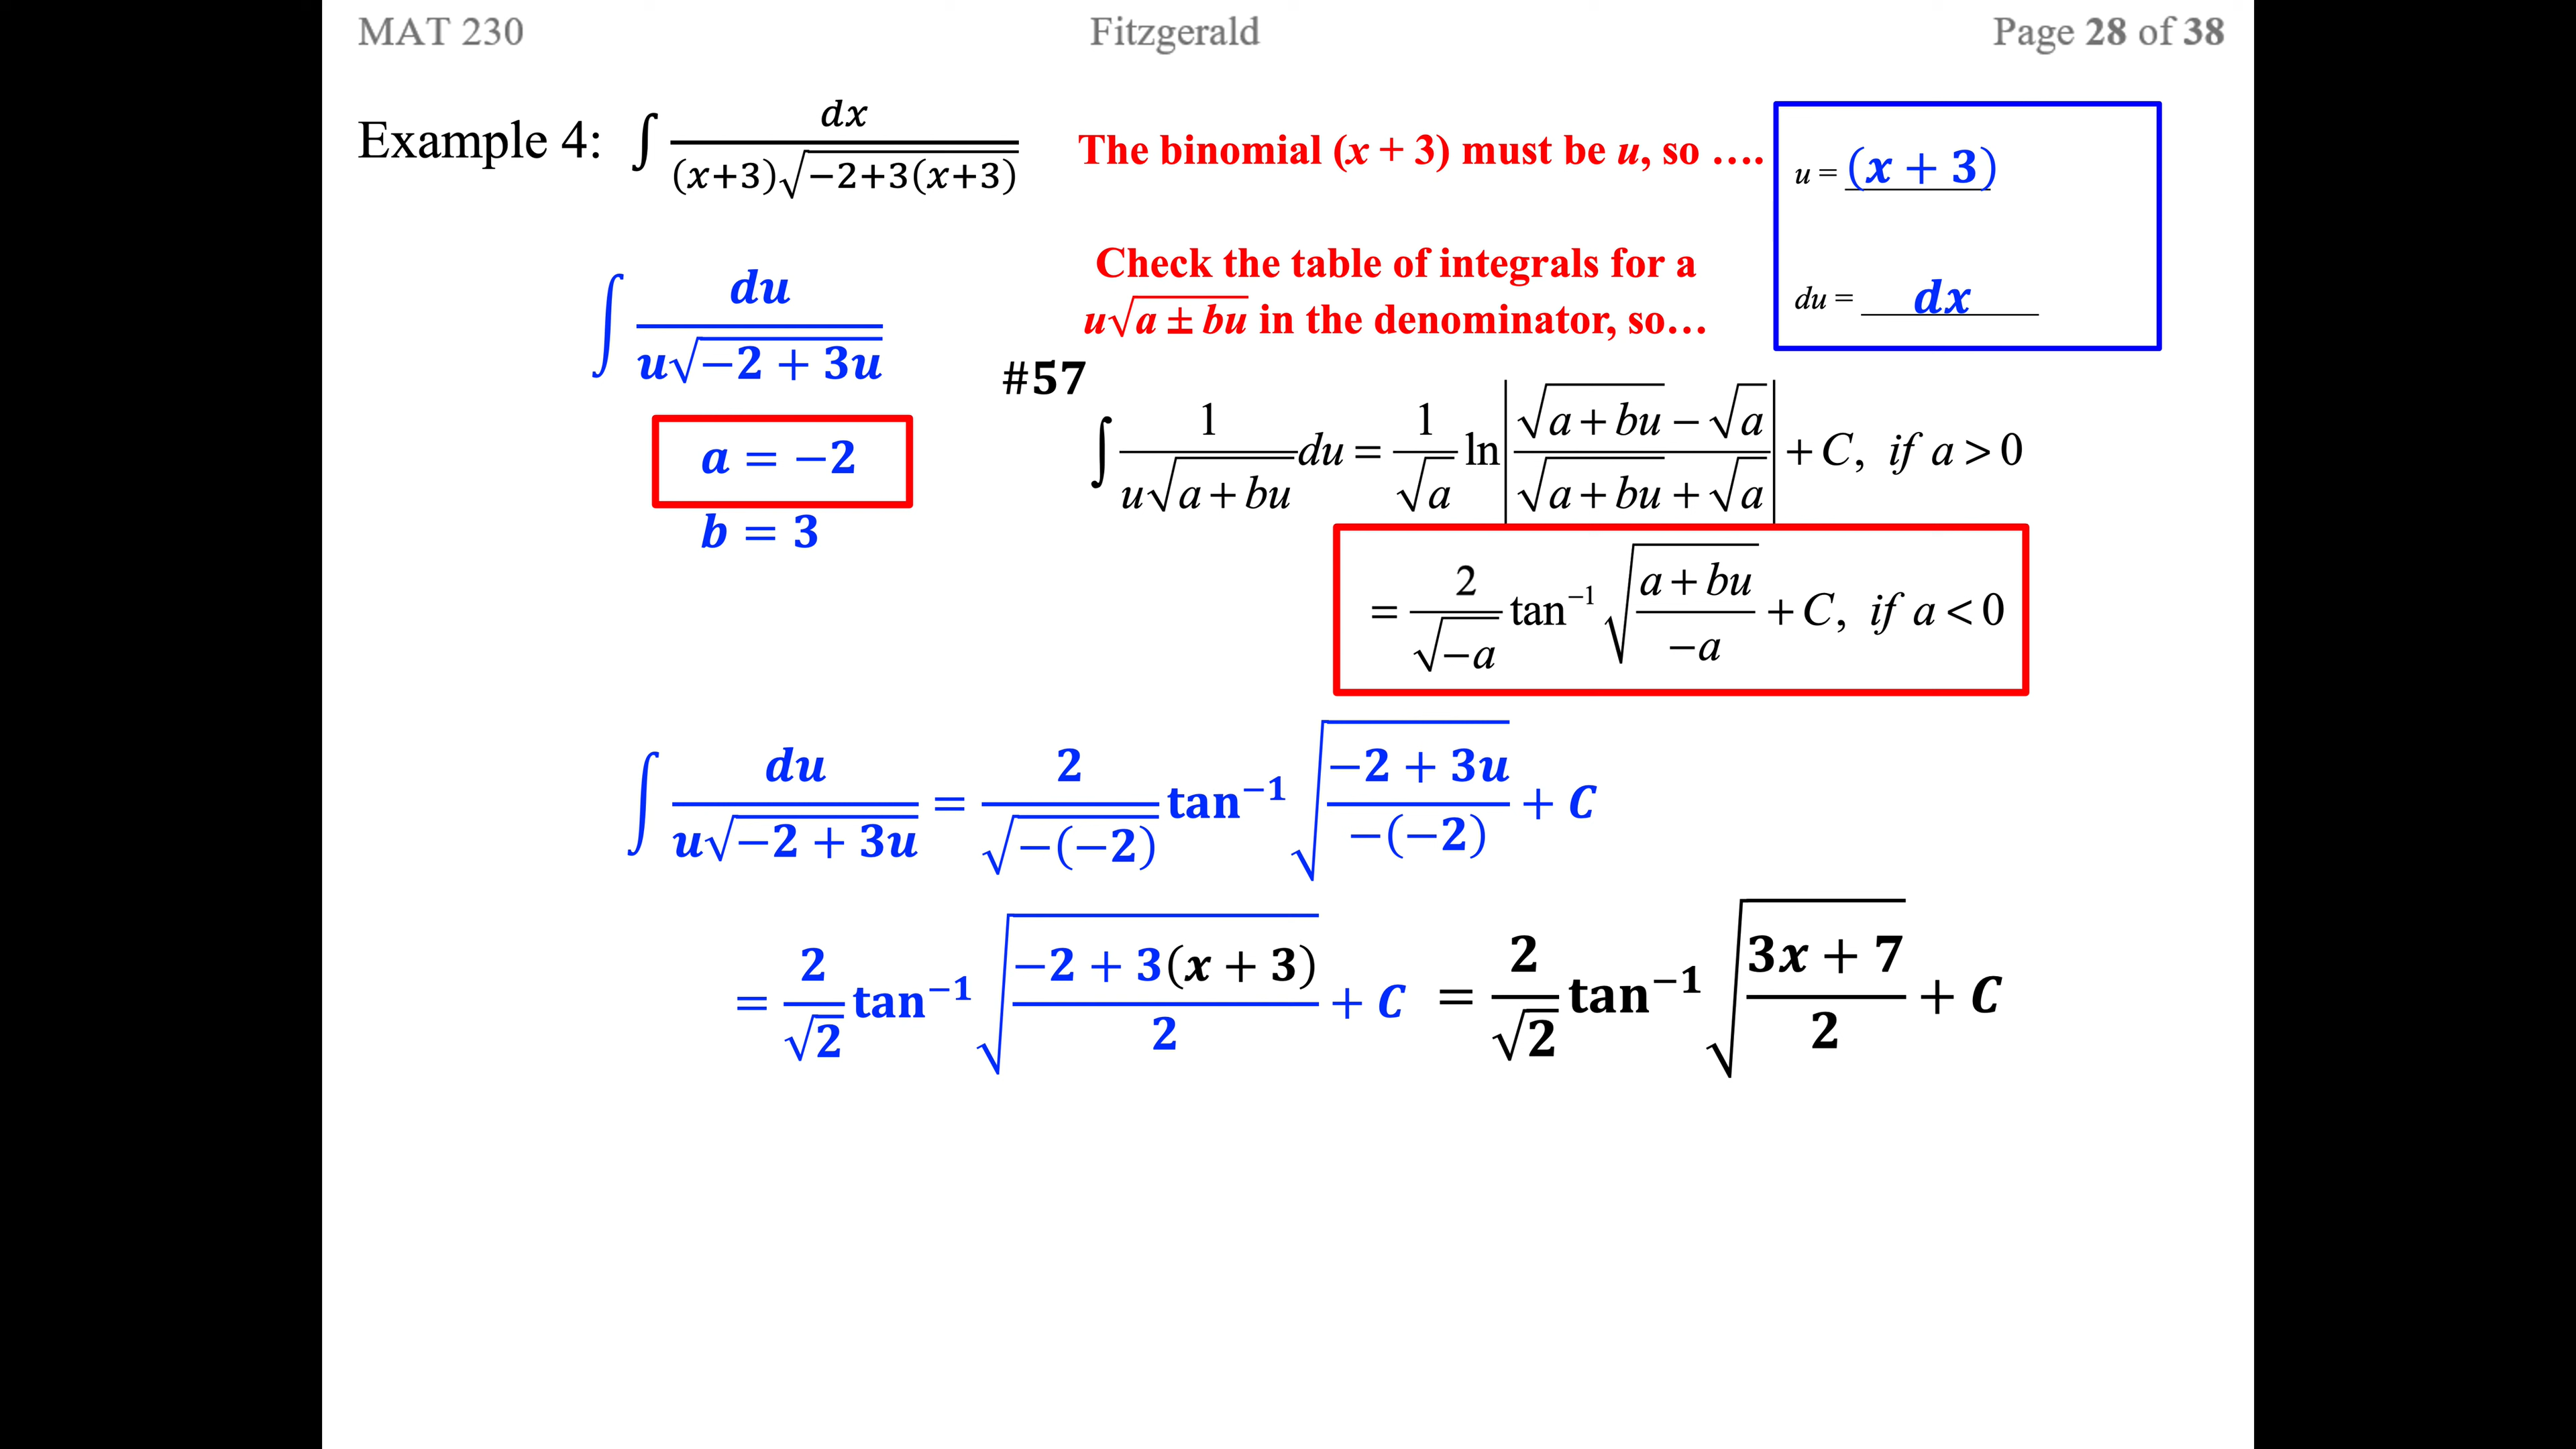 MAT 230 Fitzgerald Page 28 of 38
Example 4: ∫ dx / ((x+3)√(−2+3(x+3))) The binomial (x + 3) must be u, so ….
u = (x + 3)
Check the table of integrals for a
u√(a ± bu) in the denominator, so…
du = dx
∫ du / (u√(−2 + 3u))
a = −2
b = 3
#57
∫ 1/(u√(a + bu)) du = 1/√a ln|(√(a + bu) − √a)/(√(a + bu) + √a)| + C, if a > 0
= 2/√(−a) tan⁻¹ √((a + bu)/(−a)) + C, if a < 0
∫ du / (u√(−2 + 3u)) = 2/√(−(−2)) tan⁻¹ √((−2 + 3u)/(−(−2))) + C
= 2/√2 tan⁻¹ √((−2 + 3(x + 3))/2) + C = 2/√2 tan⁻¹ √((3x + 7)/2) + C